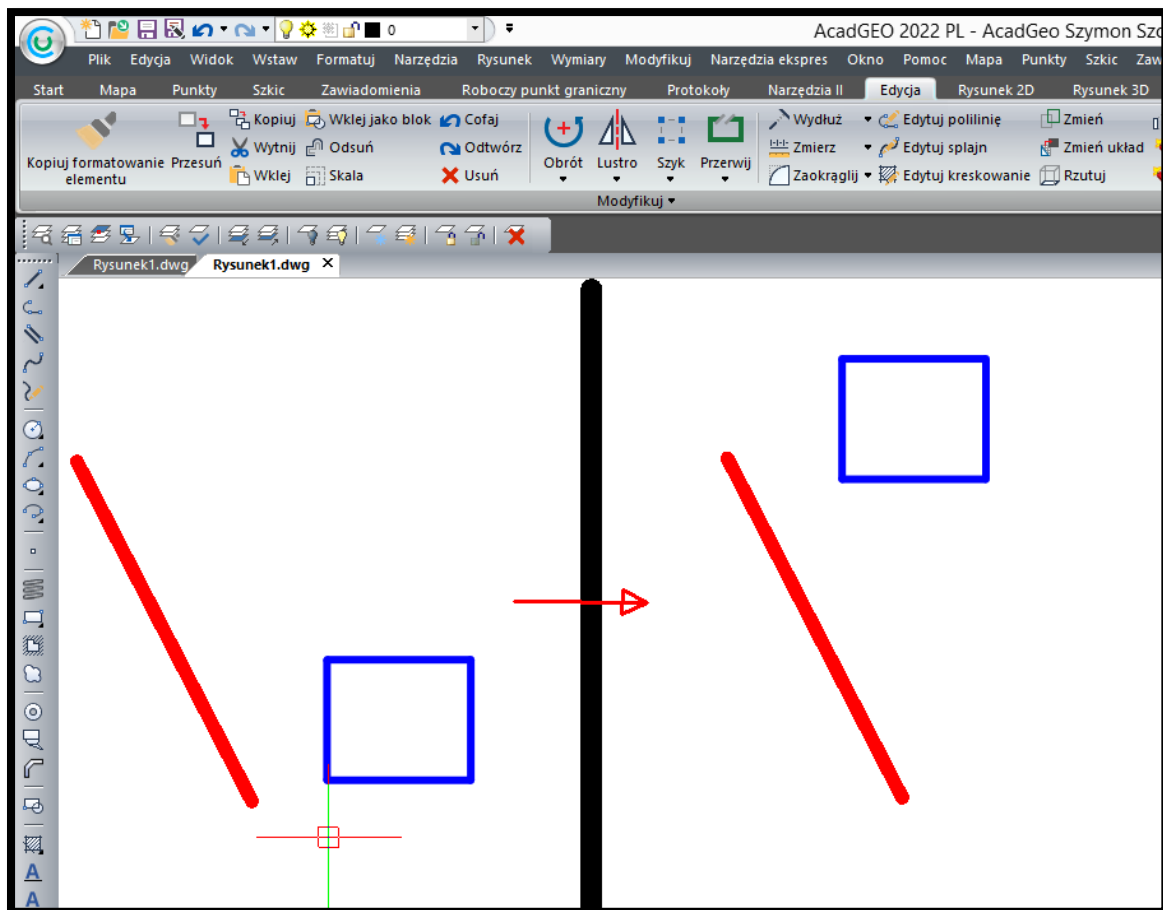 0 AcadGEO 2022 PL - AcadGeo Szymon Szc
Plik Edycja Widok Wstaw Formatuj Narzędzia Rysunek Wymiary Modyfikuj Narzędzia ekspres Okno Pomoc Mapa Punkty Szkic Zaw
Start Mapa Punkty Szkic Zawiadomienia Roboczy punkt graniczny Protokoły Narzędzia II Edycja Rysunek 2D Rysunek 3D
Kopiuj Wklej jako blok Cofaj Wydłuż Edytuj polilinię Zmień
Wytnij Odsuń Odtwórz Zmierz Edytuj splajn Zmień układ
Kopiuj formatowanie Przesuń Obrót Lustro Szyk Przerwij
elementu Wklej Skala Usuń Zaokrąglij Edytuj kreskowanie Rzutuj
Modyfikuj
Rysunek1.dwg Rysunek1.dwg X
A
A